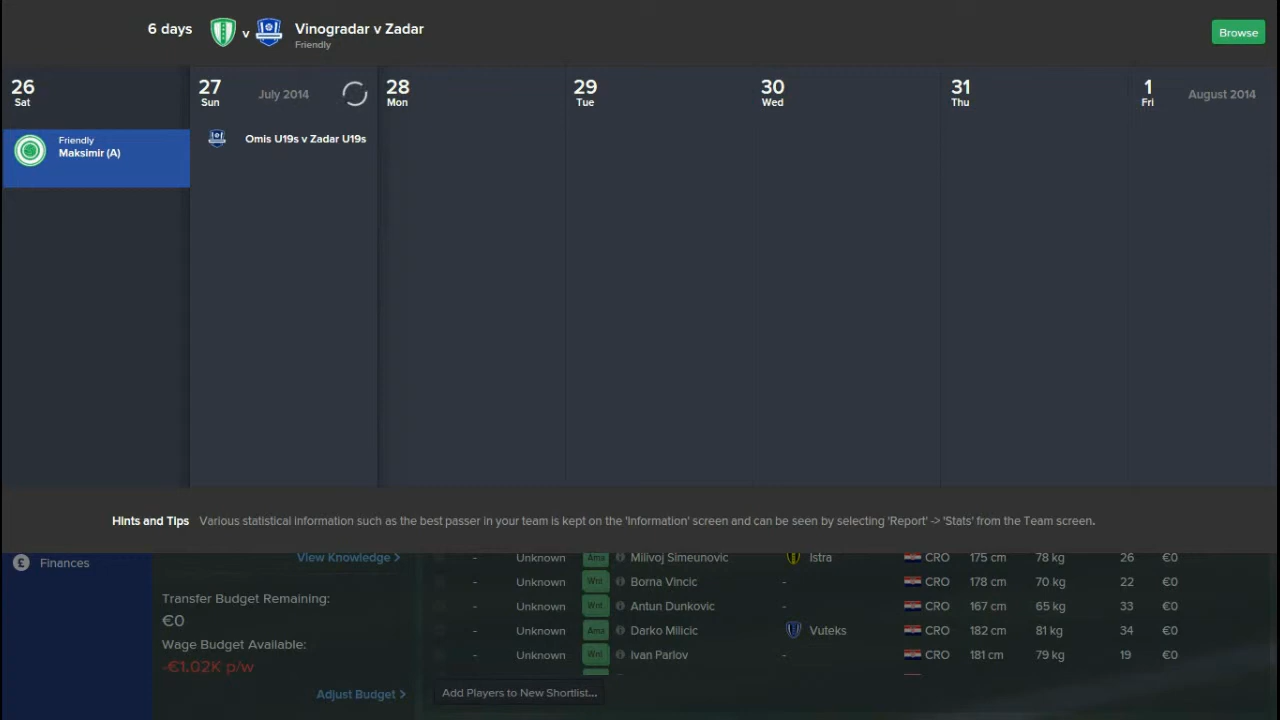 6 days v Vinogradar v Zadar
Friendly
Browse
26 Sat
27 Sun July 2014
28 Mon
29 Tue
30 Wed
31 Thu
1 Fri August 2014
Friendly
Maksimir (A)
Omis U19s v Zadar U19s
Hints and Tips Various statistical information such as the best passer in your team is kept on the 'Information' screen and can be seen by selecting 'Report' -> 'Stats' from the Team screen.
£ Finances
View Knowledge >
Transfer Budget Remaining:
€0
Wage Budget Available:
-€1.02K p/w
Adjust Budget >
- Unknown Ama Milivoj Simeunovic Istra CRO 175 cm 78 kg 26 €0
- Unknown Wnt Borna Vincic - CRO 178 cm 70 kg 22 €0
- Unknown Wnt Antun Dunkovic - CRO 167 cm 65 kg 33 €0
- Unknown Ama Darko Milicic Vuteks CRO 182 cm 81 kg 34 €0
- Unknown Wnt Ivan Parlov - CRO 181 cm 79 kg 19 €0
Add Players to New Shortlist...